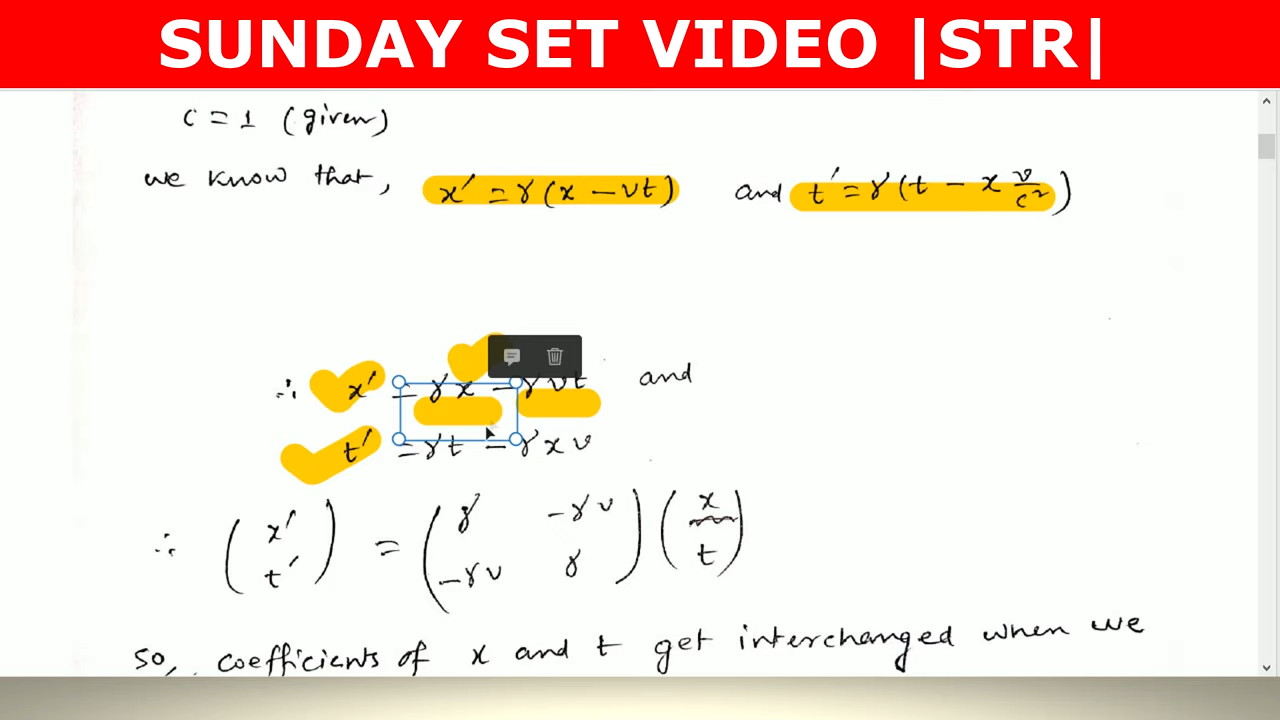 SUNDAY SET VIDEO |STR|
c = 1 (given)
we know that, x′ = γ(x − vt) and t′ = γ(t − x v/c²)
∴ x′ = γx − γvt and
t′ = γt − γxv
∴ (x′ t′) = (γ −γv −γv γ) (x t)
so, coefficients of x and t get interchanged when we